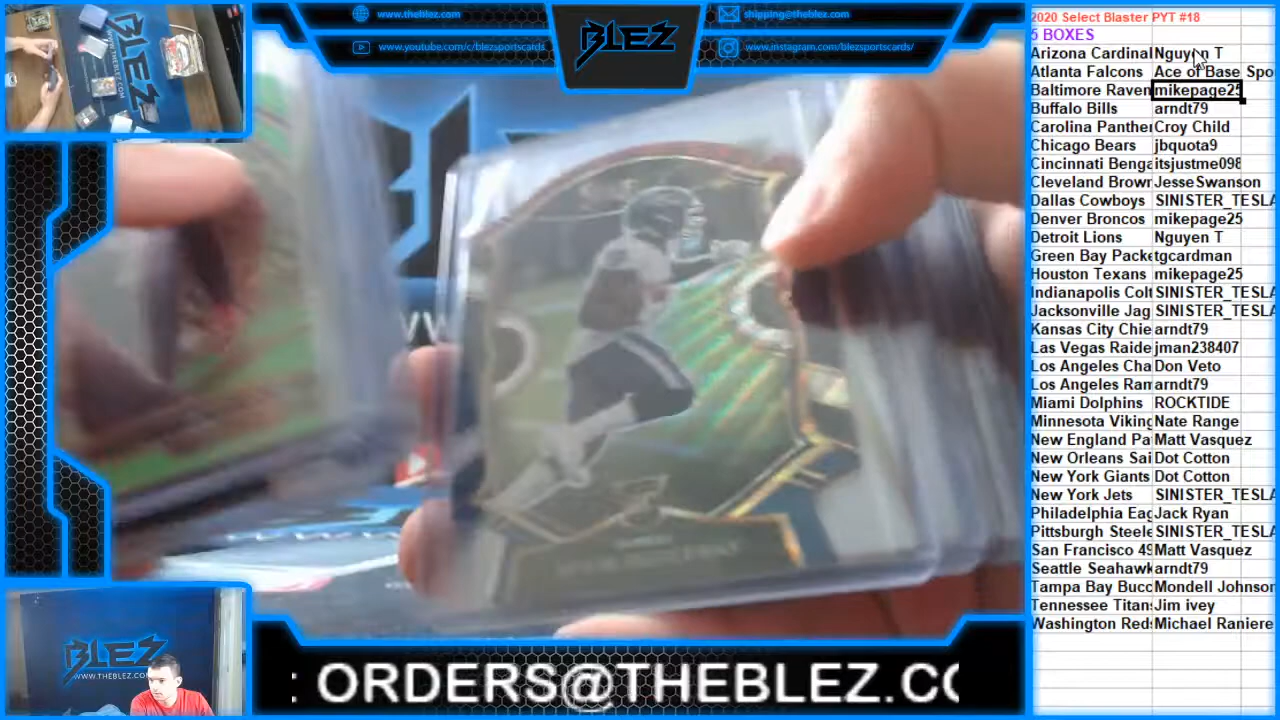 www.theblez.com
shipping@theblez.com
www.youtube.com/c/blezsportscards
www.instagram.com/blezsportscards/
BLEZ
2020 Select Blaster PYT #18
5 BOXES
Arizona Cardinal Nguyen T
Atlanta Falcons Ace of Base Spo
Baltimore Raven mikepage25
Buffalo Bills arndt79
Carolina Panther Croy Child
Chicago Bears jbquota9
Cincinnati Benga itsjustme098
Cleveland Brown JesseSwanson
Dallas Cowboys SINISTER_TESLA
Denver Broncos mikepage25
Detroit Lions Nguyen T
Green Bay Packe tgcardman
Houston Texans mikepage25
Indianapolis Colt SINISTER_TESLA
Jacksonville Jag SINISTER_TESLA
Kansas City Chie arndt79
Las Vegas Raide jman238407
Los Angeles Cha Don Veto
Los Angeles Ram arndt79
Miami Dolphins ROCKTIDE
Minnesota Viking Nate Range
New England Pa Matt Vasquez
New Orleans Sai Dot Cotton
New York Giants Dot Cotton
New York Jets SINISTER_TESLA
Philadelphia Eag Jack Ryan
Pittsburgh Steele SINISTER_TESLA
San Francisco 49 Matt Vasquez
Seattle Seahawk arndt79
Tampa Bay Bucc Mondell Johnson
Tennessee Titans Jim ivey
Washington Reds Michael Raniere
BLEZ
WWW.THEBLEZ.COM
: ORDERS@THEBLEZ.CO